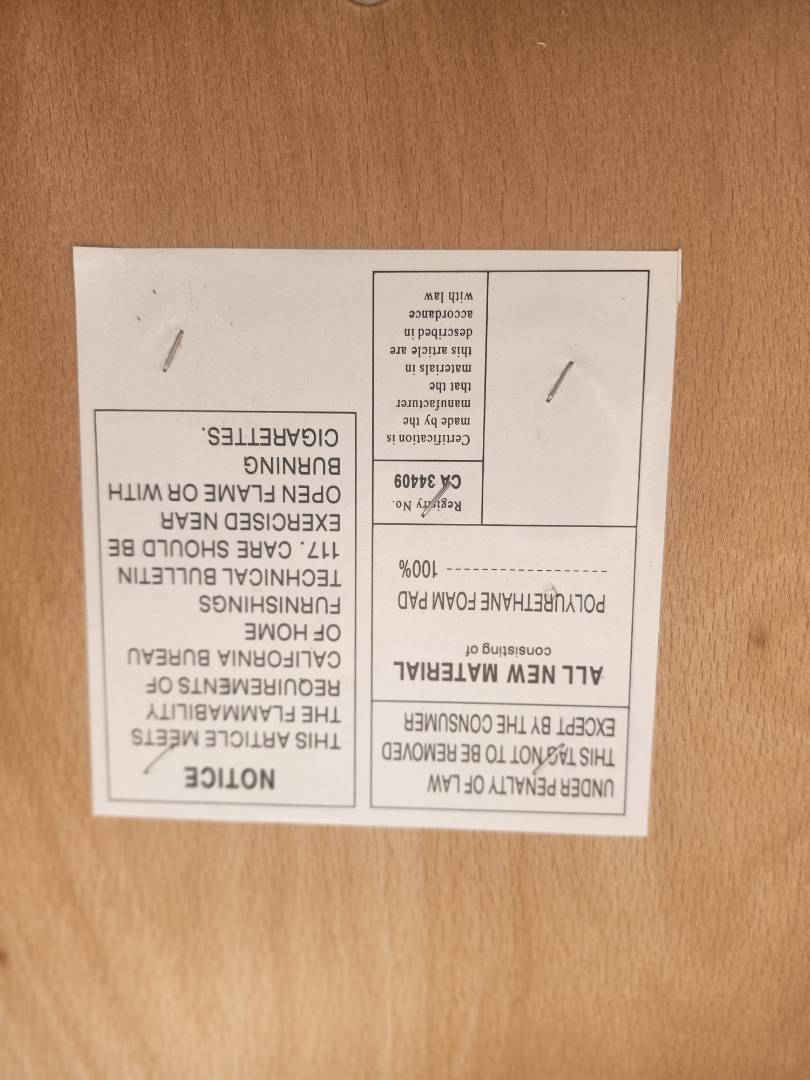 UNDER PENALTY OF LAW
THIS TAG NOT TO BE REMOVED
EXCEPT BY THE CONSUMER
ALL NEW MATERIAL
consisting of
POLYURETHANE FOAM PAD
------------------ 100%
Registry No.
CA 34409
Certification is
made by the
manufacturer
that the
materials in
this article are
described in
accordance
with law
NOTICE
THIS ARTICLE MEETS
THE FLAMMABILITY
REQUIREMENTS OF
CALIFORNIA BUREAU
OF HOME
FURNISHINGS
TECHNICAL BULLETIN
117. CARE SHOULD BE
EXERCISED NEAR
OPEN FLAME OR WITH
BURNING
CIGARETTES.